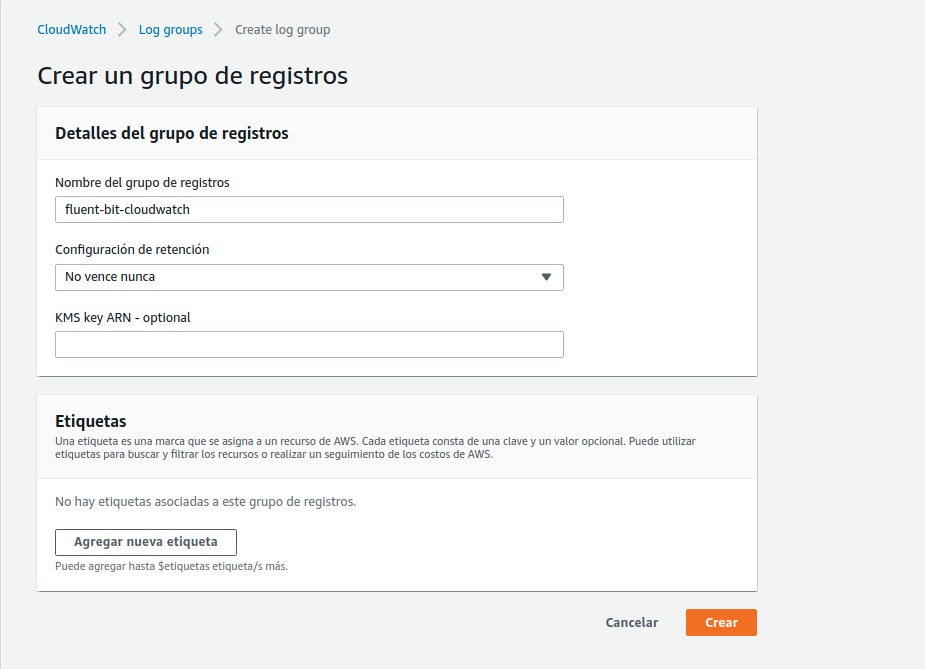 CloudWatch > Log groups > Create log group
Crear un grupo de registros
Detalles del grupo de registros
Nombre del grupo de registros
fluent-bit-cloudwatch
Configuración de retención
No vence nunca
KMS key ARN - optional
Etiquetas
Una etiqueta es una marca que se asigna a un recurso de AWS. Cada etiqueta consta de una clave y un valor opcional. Puede utilizar
etiquetas para buscar y filtrar los recursos o realizar un seguimiento de los costos de AWS.
No hay etiquetas asociadas a este grupo de registros.
Agregar nueva etiqueta
Puede agregar hasta $etiquetas etiqueta/s más.
Cancelar Crear